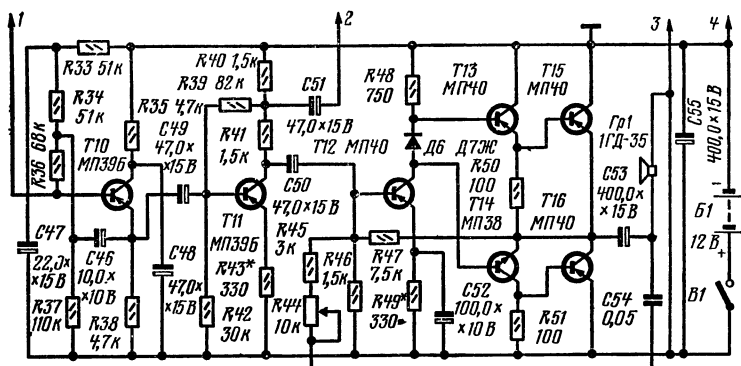 1
2
3
4
R33 51к
R34
51к
R36 68к
R35 4,7к
R40 1,5к
R39 82к
C51
47,0×15В
R48
750
T13
МП40
T15
МП40
Гр1
1ГД-35
C55
400,0×15В
T10
МП39Б
C49
47,0×
×15В
R41
1,5к
T12 МП40
Д6
Д7Ж
R50
100
T14
МП38
T16
МП40
C53
400,0×
×15В
Б1
12В
−
+
C47
22,0×
×15В
C46
10,0×
×10В
C48
47,0×
×15В
T11
МП39Б
C50
47,0×15В
R45
3к
R46
1,5к
R47
7,5к
R43*
330
R44
10к
R49*
330
C52
100,0×
×10В
R51
100
C54
0,05
В1
R37
110к
R38
4,7к
R42
30к